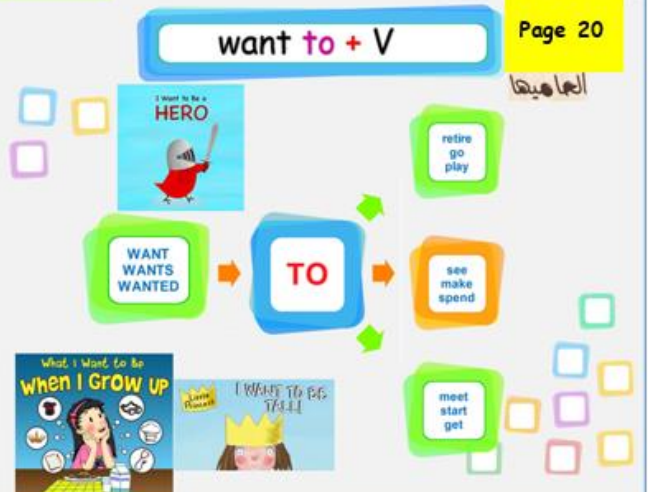 want to + V
Page 20
I Want to Be a
HERO
retire
go
play
WANT
WANTS
WANTED
TO
see
make
spend
What I Want to Be
When I GROW UP
Little
Princess
I WANT TO BE
TALL!
meet
start
get